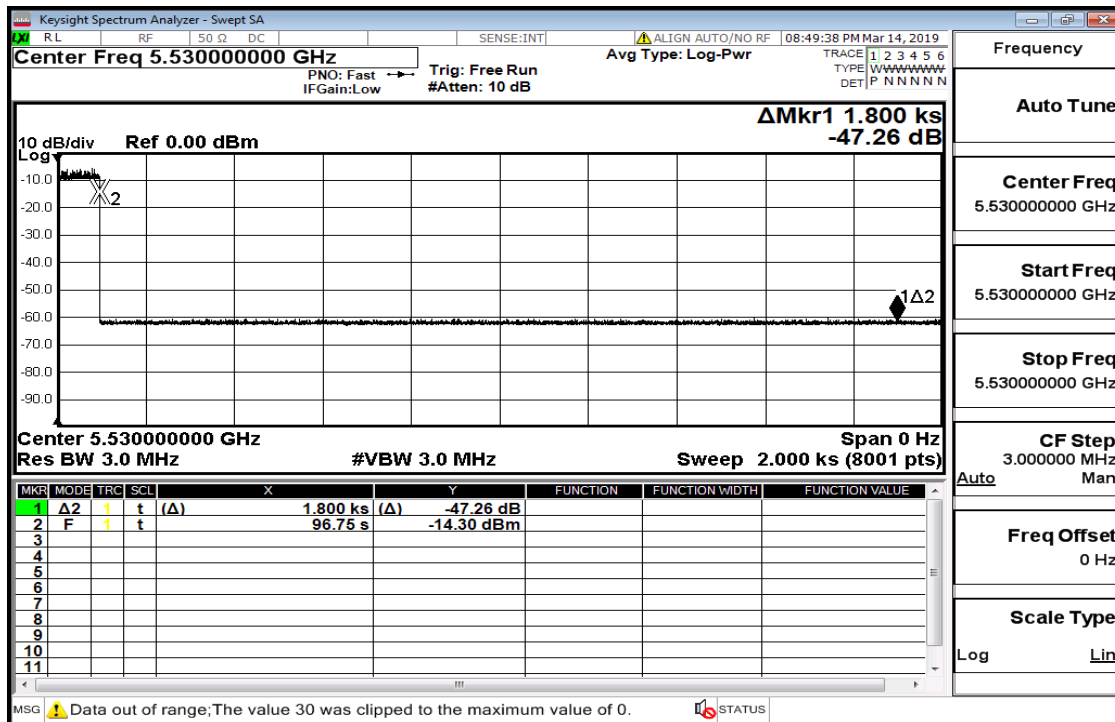 Keysight Spectrum Analyzer - Swept SA
LXI RL RF 50 Ω DC SENSE:INT ALIGN AUTO/NO RF 08:49:38 PM Mar 14, 2019
Center Freq 5.530000000 GHz
PNO: Fast
IFGain:Low
Trig: Free Run
#Atten: 10 dB
Avg Type: Log-Pwr
TRACE 1 2 3 4 5 6
TYPE WWWWWW
DET P N N N N N
ΔMkr1 1.800 ks
-47.26 dB
10 dB/div Ref 0.00 dBm
Log
-10.0
-20.0
-30.0
-40.0
-50.0
-60.0
-70.0
-80.0
-90.0
2
1Δ2
Center 5.530000000 GHz Span 0 Hz
Res BW 3.0 MHz #VBW 3.0 MHz Sweep 2.000 ks (8001 pts)
MKR MODE TRC SCL X Y FUNCTION FUNCTION WIDTH FUNCTION VALUE
1 Δ2 1 t (Δ) 1.800 ks (Δ) -47.26 dB
2 F 1 t 96.75 s -14.30 dBm
3
4
5
6
7
8
9
10
11
MSG Data out of range;The value 30 was clipped to the maximum value of 0. STATUS
Frequency
Auto Tune
Center Freq
5.530000000 GHz
Start Freq
5.530000000 GHz
Stop Freq
5.530000000 GHz
CF Step
3.000000 MHz
Auto Man
Freq Offset
0 Hz
Scale Type
Log Lin